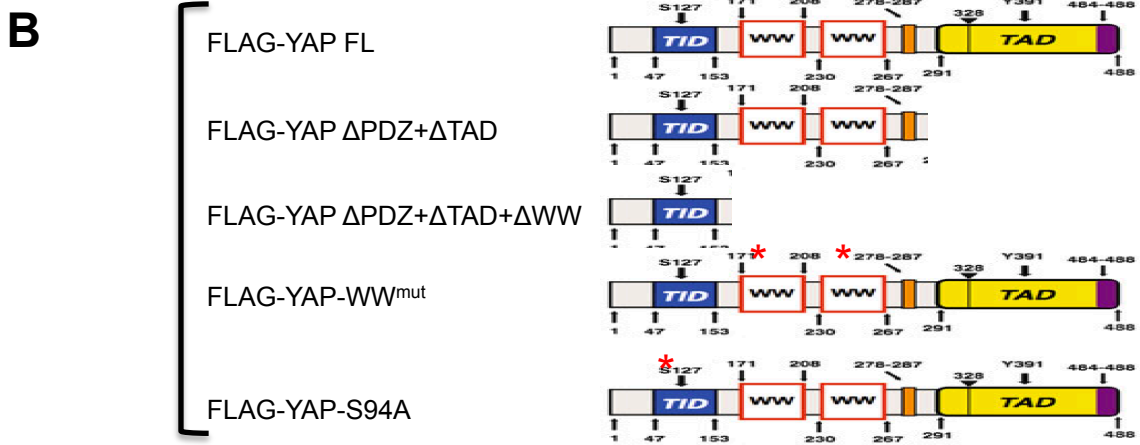 B
S127 171 208 278-287 328 Y391 484-488
FLAG-YAP FL
TID WW WW TAD
1 47 153 230 267 291 488
S127 171 208 278-287
FLAG-YAP ΔPDZ+ΔTAD
TID WW WW
1 47 153 230 267
S127
FLAG-YAP ΔPDZ+ΔTAD+ΔWW
TID
1 47 153
171 * 208 * 278-287 328 Y391 484-488
S127
FLAG-YAP-WWmut
TID WW WW TAD
1 47 153 230 267 291 488
* S127 171 208 278-287 328 Y391 484-488
FLAG-YAP-S94A
TID WW WW TAD
1 47 153 230 267 291 488